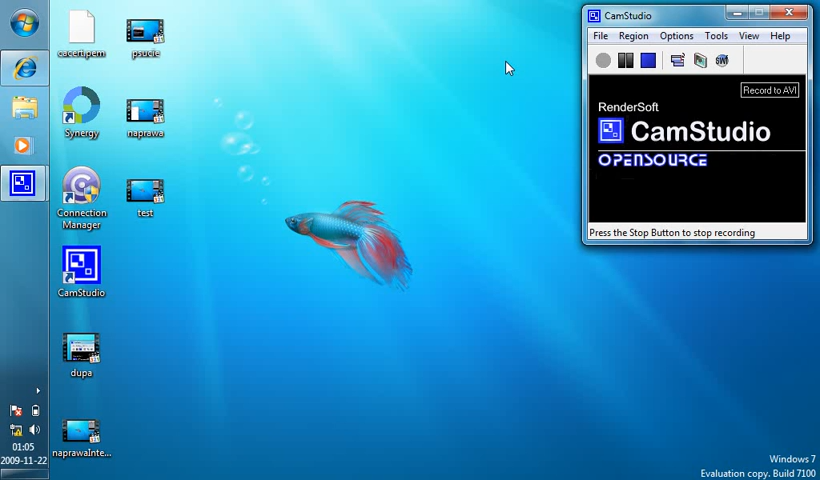 cacert.pem
psucie
Synergy
naprawa
Connection
Manager
test
CamStudio
dupa
naprawaInte...
01:05
2009-11-22
CamStudio
File Region Options Tools View Help
SWF
Record to AVI
RenderSoft
CamStudio
OPENSOURCE
Press the Stop Button to stop recording
Windows 7
Evaluation copy. Build 7100